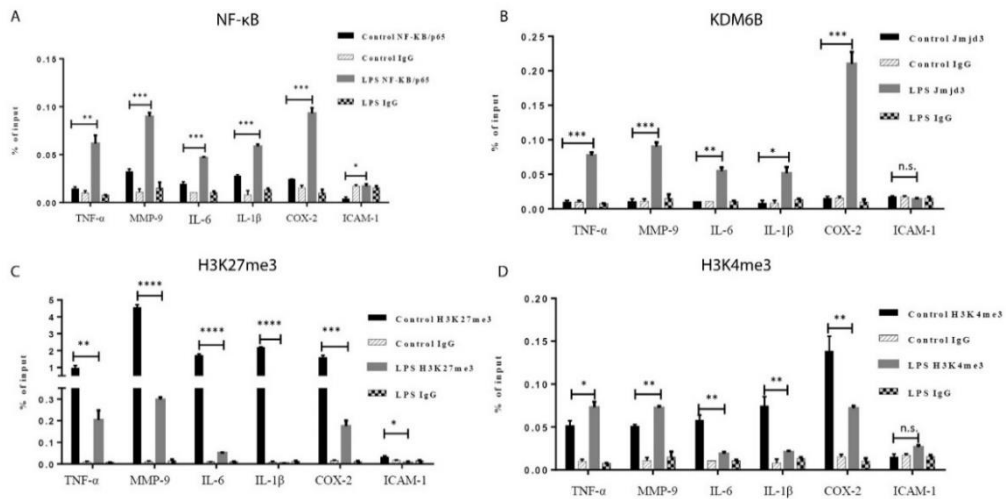 A
NF-κB
Control NF-KB/p65
Control IgG
LPS NF-KB/p65
LPS IgG
% of input
0.15
0.10
0.05
0.00
**
***
***
***
***
*
TNF-α
MMP-9
IL-6
IL-1β
COX-2
ICAM-1
B
KDM6B
Control Jmjd3
Control IgG
LPS Jmjd3
LPS IgG
% of input
0.25
0.20
0.15
0.10
0.05
0.00
***
***
**
*
***
n.s.
TNF-α
MMP-9
IL-6
IL-1β
COX-2
ICAM-1
C
H3K27me3
Control H3K27me3
Control IgG
LPS H3K27me3
LPS IgG
% of input
5
4
3
2
1
0.3
0.2
0.1
0.0
**
****
****
****
***
*
TNF-α
MMP-9
IL-6
IL-1β
COX-2
ICAM-1
D
H3K4me3
Control H3K4me3
Control IgG
LPS H3K4me3
LPS IgG
% of input
0.20
0.15
0.10
0.05
0.00
*
**
**
**
**
n.s.
TNF-α
MMP-9
IL-6
IL-1β
COX-2
ICAM-1